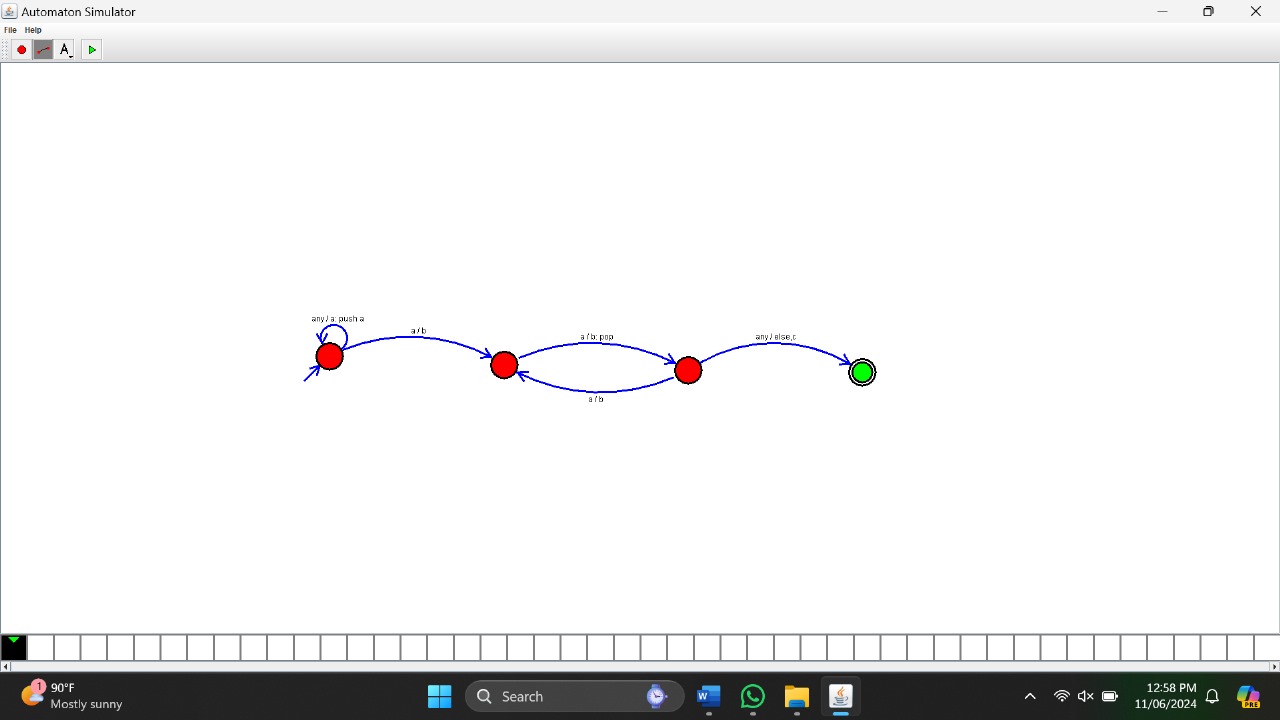 Automaton Simulator
File Help
A
any / a: push a
a / b
a / b: pop
any / else,c
a / b
1
90°F
Mostly sunny
Search
W
12:58 PM
11/06/2024
PRE